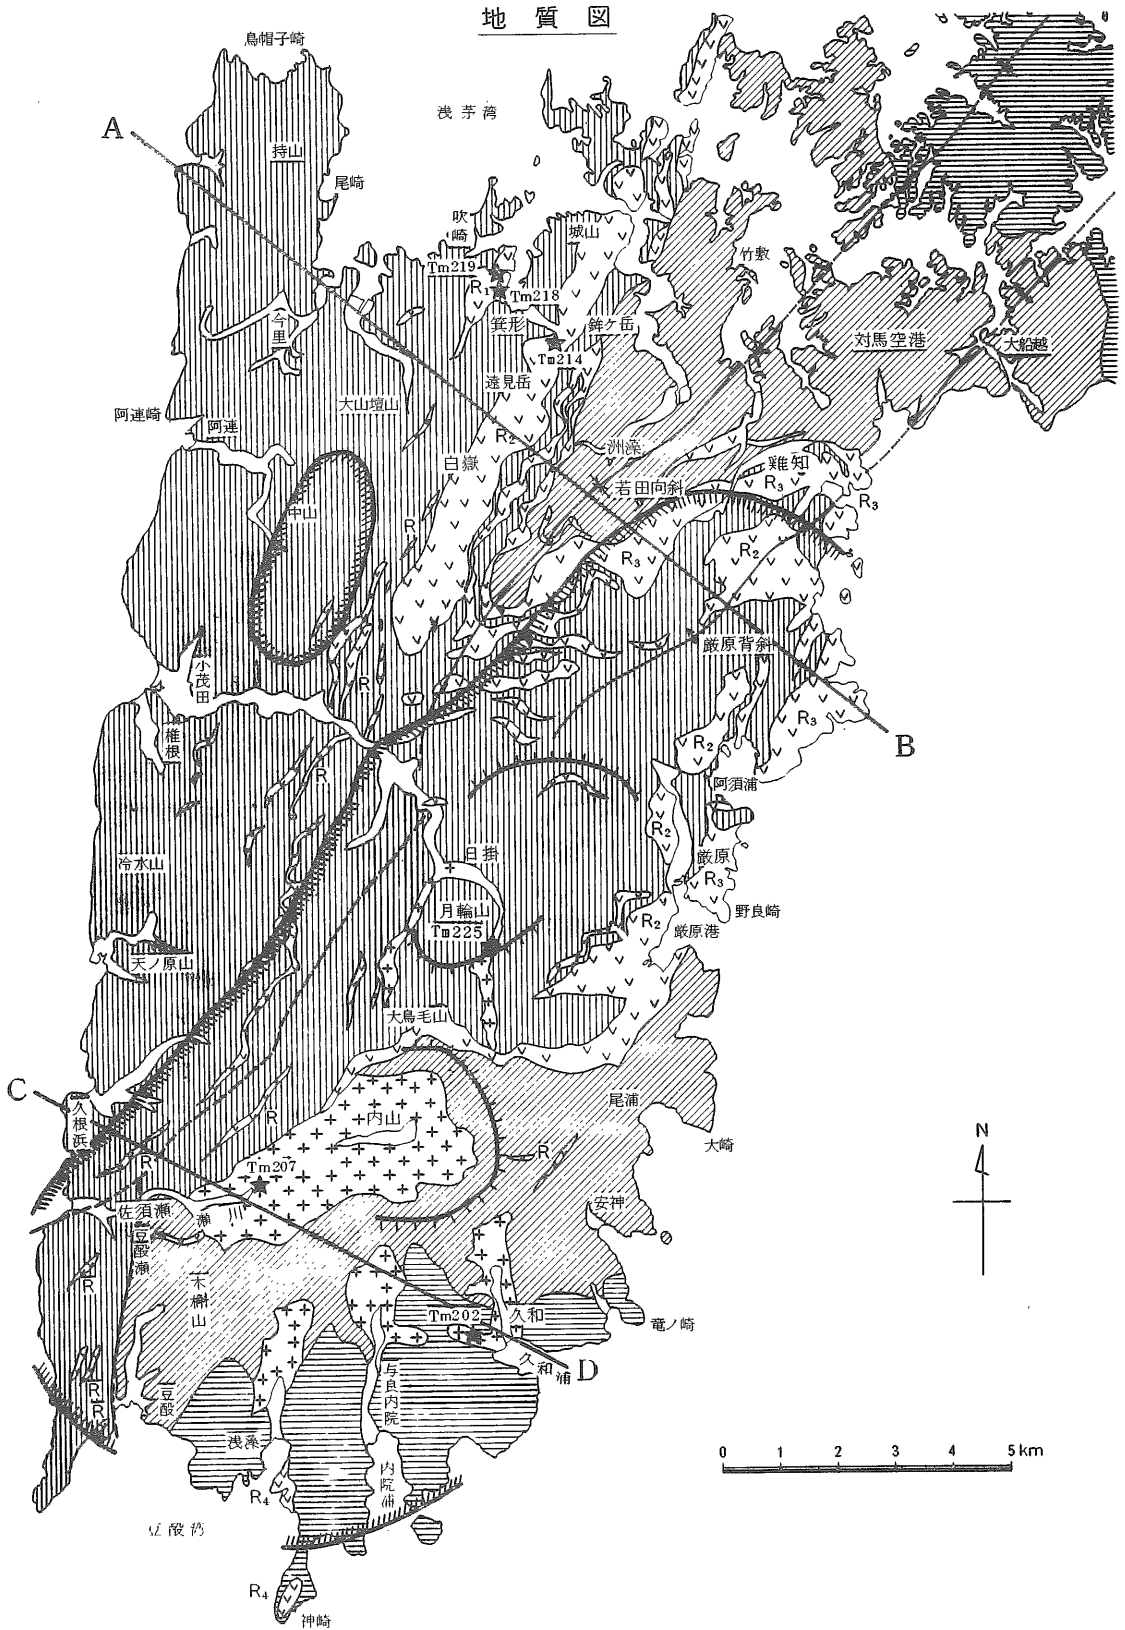 地質図
烏帽子崎
A
浅茅湾
持山
尾崎
吹崎
城山
竹敷
Tm219
R1
Tm218
今里
箕形
鉾ケ岳
対馬空港
大船越
Tm214
遠見岳
大山壇山
阿連崎
阿連
R2
洲藻
白嶽
雞知
R3
若田向斜
R3
中山
R
R2
R3
厳原背斜
小茂田
R
R3
椎根
R2
B
R
阿須浦
R2
日掛
厳原
冷水山
R3
月輪山
Tm225
野良崎
R2
厳原港
天ノ原山
大鳥毛山
C
久根浜
内山
尾浦
R
大崎
N
R
R
Tm207
佐須瀬
瀬川
安神
豆酘瀬
R
木槲山
Tm202
久和
竜ノ崎
久和浦
D
R
R
豆酘
与良内院
浅藻
0 1 2 3 4 5km
内院浦
R4
豆酘湾
R4
神崎